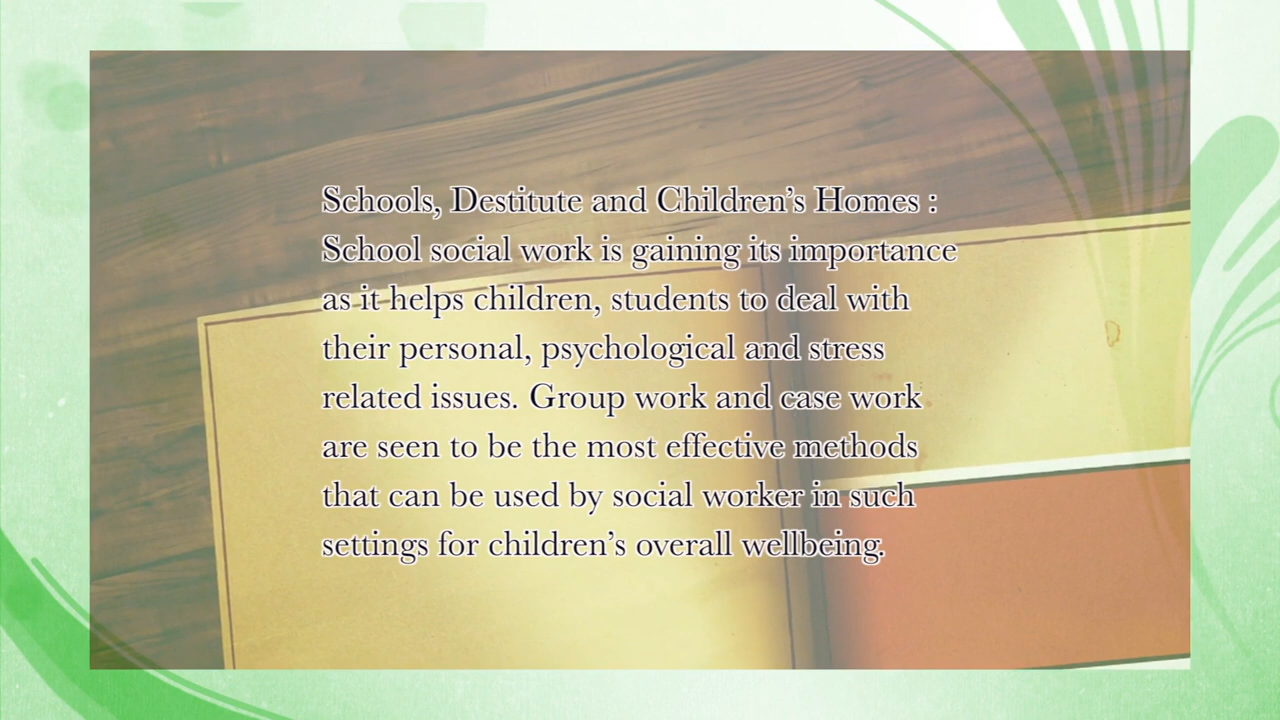 Schools, Destitute and Children’s Homes :
School social work is gaining its importance
as it helps children, students to deal with
their personal, psychological and stress
related issues. Group work and case work
are seen to be the most effective methods
that can be used by social worker in such
settings for children’s overall wellbeing.